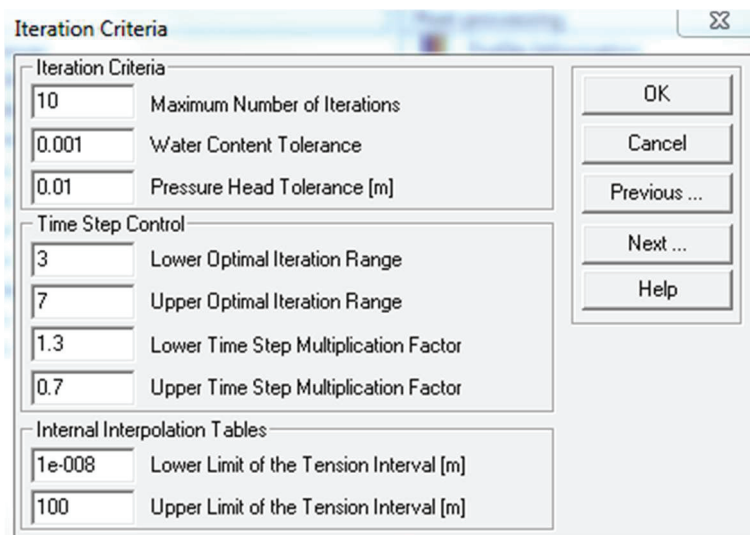 Iteration Criteria
Iteration Criteria
10 Maximum Number of Iterations
0.001 Water Content Tolerance
0.01 Pressure Head Tolerance [m]
Time Step Control
3 Lower Optimal Iteration Range
7 Upper Optimal Iteration Range
1.3 Lower Time Step Multiplication Factor
0.7 Upper Time Step Multiplication Factor
Internal Interpolation Tables
1e-008 Lower Limit of the Tension Interval [m]
100 Upper Limit of the Tension Interval [m]
OK
Cancel
Previous ...
Next ...
Help